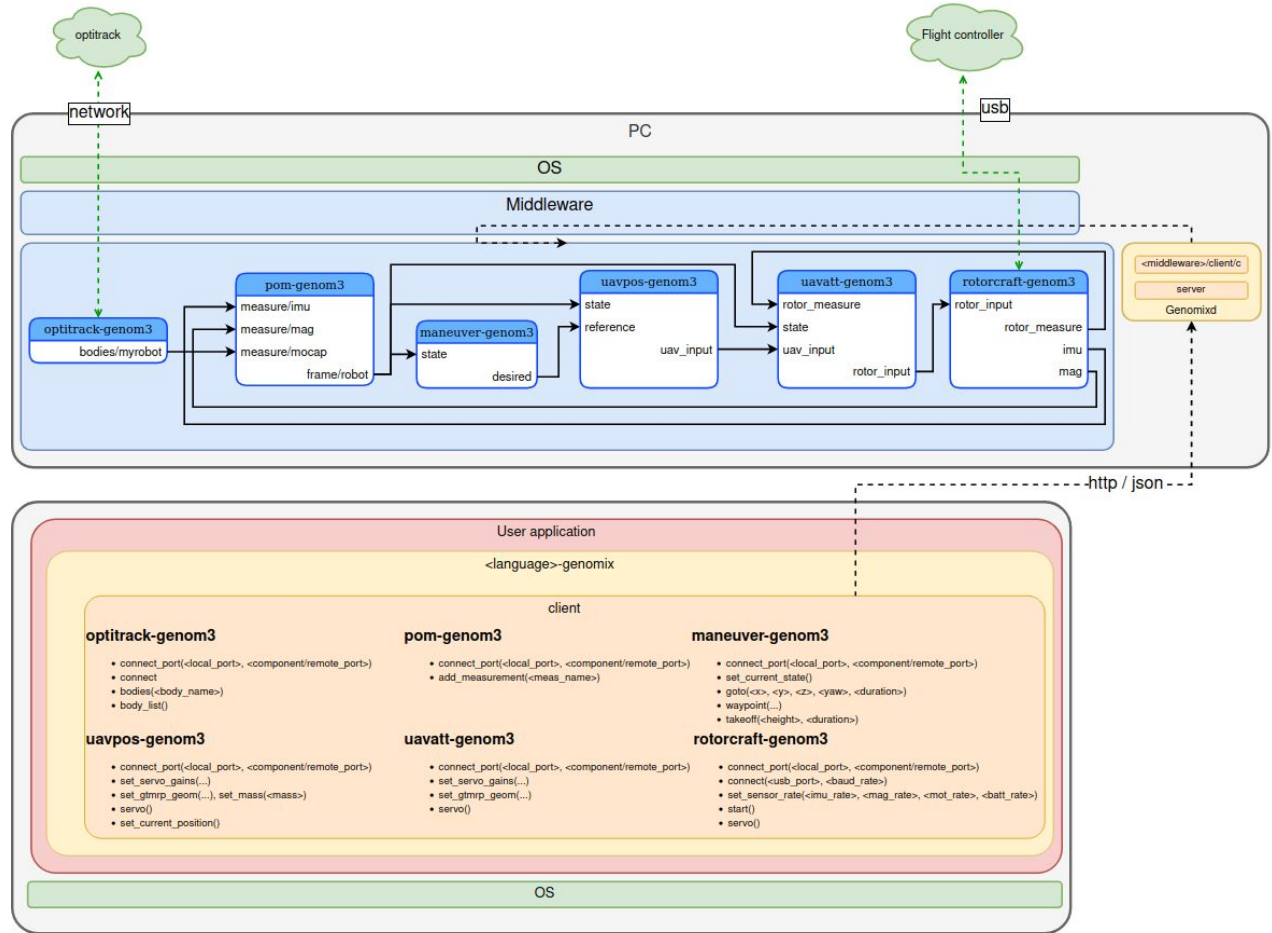 optitrack
Flight controller
network
usb
PC
OS
Middleware
<middleware>/client/c
server
Genomixd
optitrack-genom3
bodies/myrobot
pom-genom3
measure/imu
measure/mag
measure/mocap
frame/robot
maneuver-genom3
state
desired
uavpos-genom3
state
reference
uav_input
uavatt-genom3
rotor_measure
state
uav_input
rotor_input
rotorcraft-genom3
rotor_input
rotor_measure
imu
mag
http / json
User application
<language>-genomix
client
optitrack-genom3
• connect_port(<local_port>, <component/remote_port>)
• connect
• bodies(<body_name>)
• body_list()
pom-genom3
• connect_port(<local_port>, <component/remote_port>)
• add_measurement(<meas_name>)
maneuver-genom3
• connect_port(<local_port>, <component/remote_port>)
• set_current_state()
• goto(<x>, <y>, <z>, <yaw>, <duration>)
• waypoint(...)
• takeoff(<height>, <duration>)
uavpos-genom3
• connect_port(<local_port>, <component/remote_port>)
• set_servo_gains(...)
• set_gtmrp_geom(...), set_mass(<mass>)
• servo()
• set_current_position()
uavatt-genom3
• connect_port(<local_port>, <component/remote_port>)
• set_servo_gains(...)
• set_gtmrp_geom(...)
• servo()
rotorcraft-genom3
• connect_port(<local_port>, <component/remote_port>)
• connect(<usb_port>, <baud_rate>)
• set_sensor_rate(<imu_rate>, <mag_rate>, <mot_rate>, <batt_rate>)
• start()
• servo()
OS